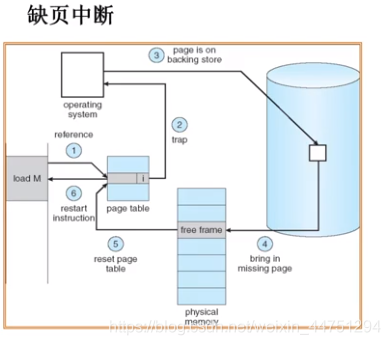 缺页中断
3
page is on
backing store
operating
system
2
trap
reference
1
load M
i
6
restart
instruction
page table
5
reset page
table
free frame
4
bring in
missing page
physical
memory
https://blog.csdn.net/weixin_44751294